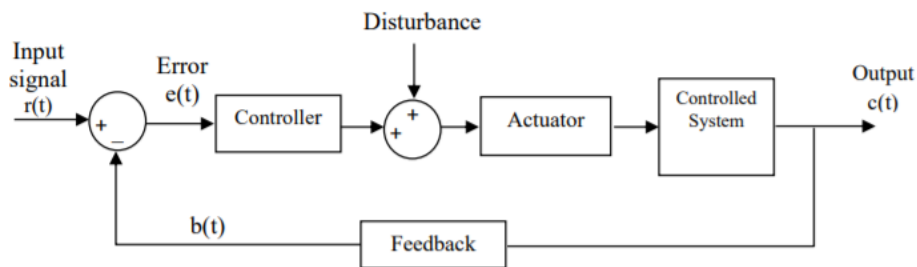 Disturbance
Input
signal
r(t)
Error
e(t)
Output
c(t)
+
–
Controller
+
+
Actuator
Controlled
System
b(t)
Feedback